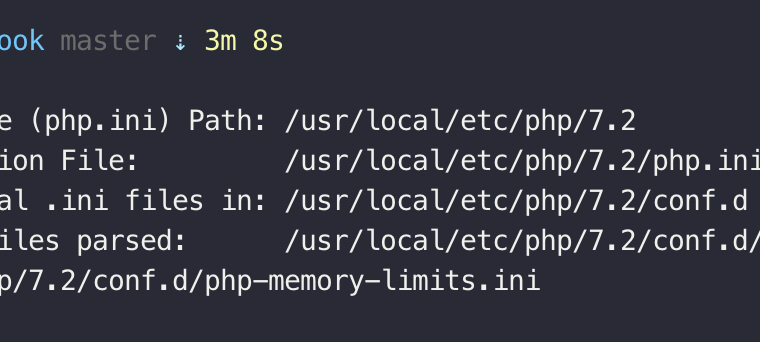 ook master ⇣ 3m 8s
e (php.ini) Path: /usr/local/etc/php/7.2
ion File: /usr/local/etc/php/7.2/php.ini
al .ini files in: /usr/local/etc/php/7.2/conf.d
iles parsed: /usr/local/etc/php/7.2/conf.d/
p/7.2/conf.d/php-memory-limits.ini